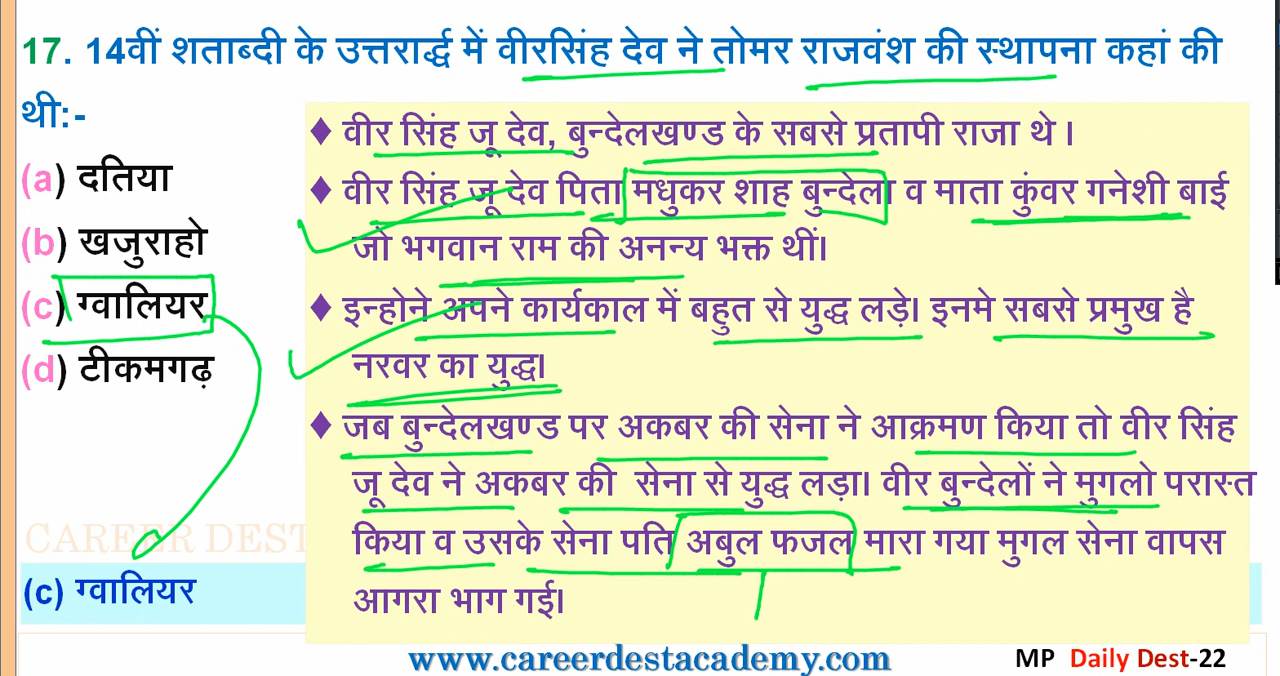 17. 14वीं शताब्दी के उत्तरार्द्ध में वीरसिंह देव ने तोमर राजवंश की स्थापना कहां की
थी:-
(a) दतिया
(b) खजुराहो
(c) ग्वालियर
(d) टीकमगढ़
♦ वीर सिंह जू देव, बुन्देलखण्ड के सबसे प्रतापी राजा थे ।
♦ वीर सिंह जू देव पिता मधुकर शाह बुन्देला व माता कुंवर गनेशी बाई
जो भगवान राम की अनन्य भक्त थीं।
♦ इन्होने अपने कार्यकाल में बहुत से युद्ध लड़े। इनमे सबसे प्रमुख है
नरवर का युद्ध।
♦ जब बुन्देलखण्ड पर अकबर की सेना ने आक्रमण किया तो वीर सिंह
जू देव ने अकबर की सेना से युद्ध लड़ा। वीर बुन्देलों ने मुगलो परास्त
किया व उसके सेना पति अबुल फजल मारा गया मुगल सेना वापस
आगरा भाग गई।
CAREER DEST
(c) ग्वालियर
www.careerdestacademy.com
MP Daily Dest-22